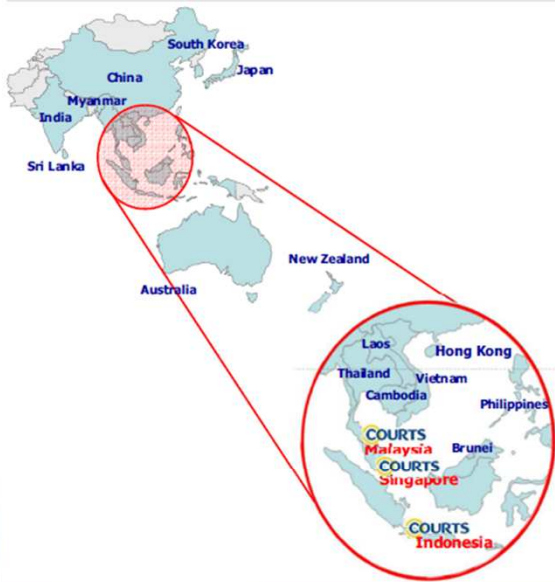 South Korea
China
Japan
Myanmar
India
Sri Lanka
New Zealand
Australia
Laos
Hong Kong
Thailand
Vietnam
Cambodia
Philippines
COURTS
Malaysia
Brunei
COURTS
Singapore
COURTS
Indonesia